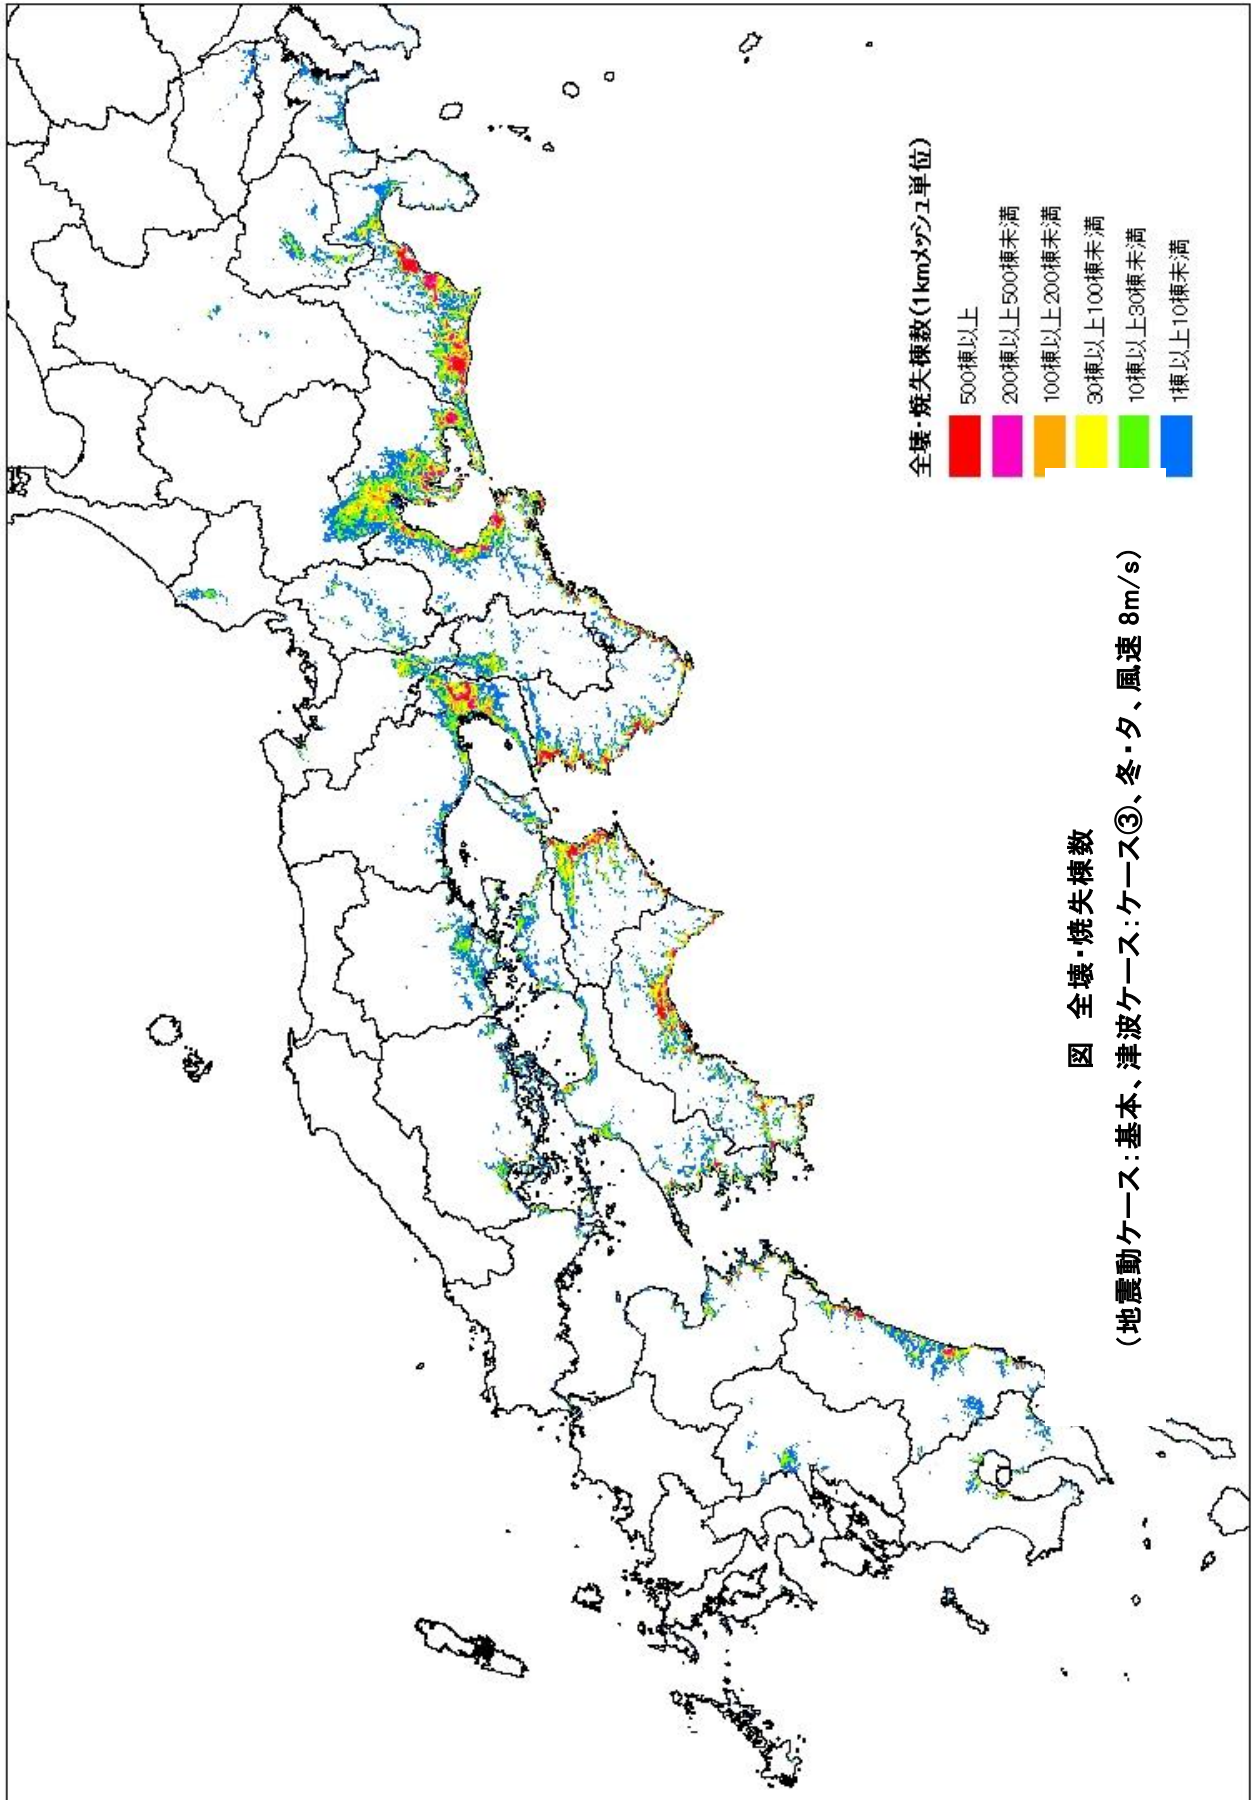 全壊・焼失棟数(1kmメッシュ単位)
500棟以上
200棟以上500棟未満
100棟以上200棟未満
30棟以上100棟未満
10棟以上30棟未満
1棟以上10棟未満
図 全壊・焼失棟数
(地震動ケース:基本、津波ケース:ケース③、冬・夕、風速 8m/s)